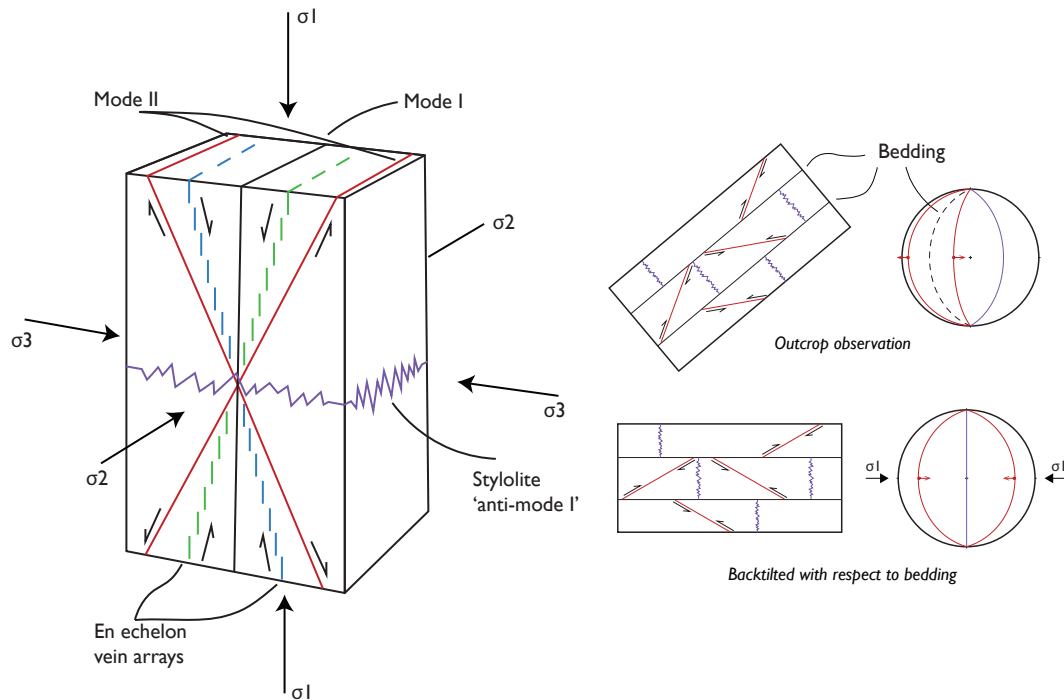 σ1
Mode II
Mode I
σ2
σ3
σ3
σ2
Stylolite
‘anti-mode I’
En echelon
vein arrays
σ1
Bedding
Outcrop observation
σ1
σ1
Backtilted with respect to bedding